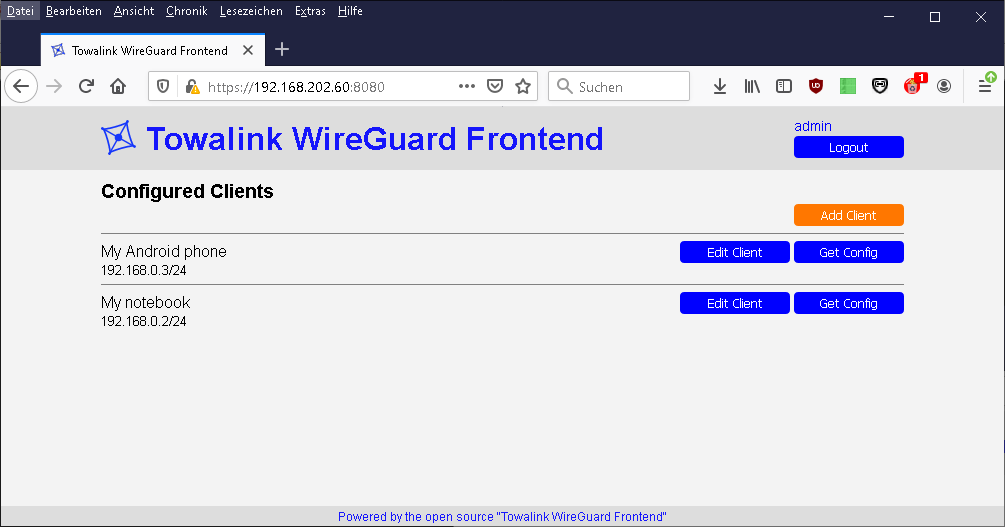 Datei Bearbeiten Ansicht Chronik Lesezeichen Extras Hilfe
Towalink WireGuard Frontend
https://192.168.202.60:8080
Suchen
1
Towalink WireGuard Frontend
admin
Logout
Configured Clients
Add Client
My Android phone
192.168.0.3/24
Edit Client Get Config
My notebook
192.168.0.2/24
Edit Client Get Config
Powered by the open source "Towalink WireGuard Frontend"